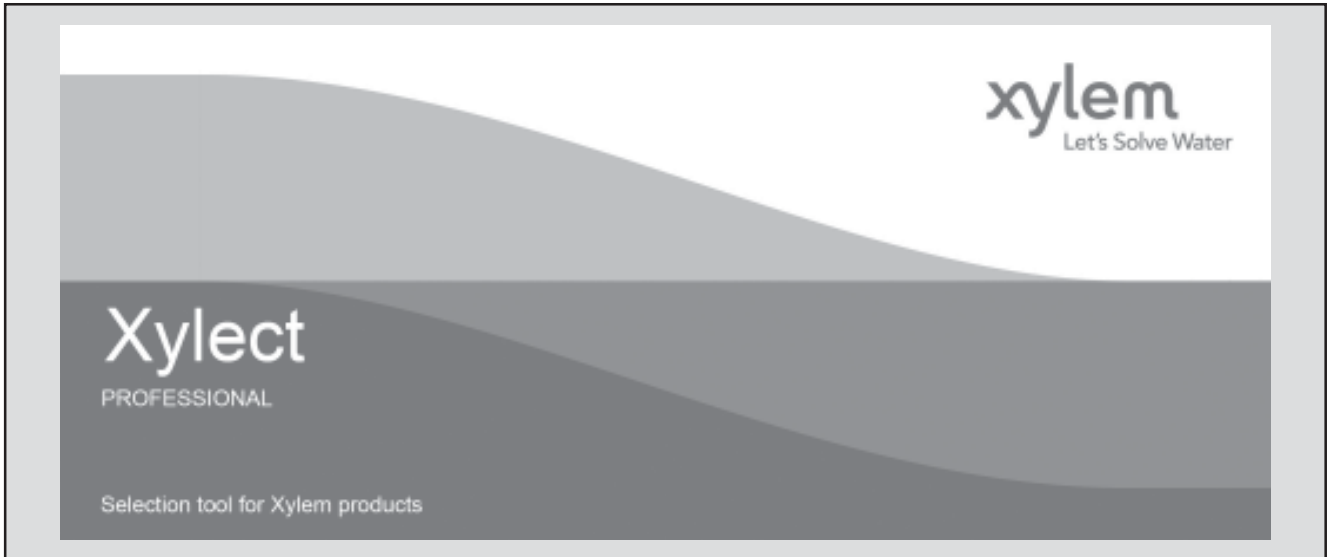 xylem
Let's Solve Water
Xylect
PROFESSIONAL
Selection tool for Xylem products